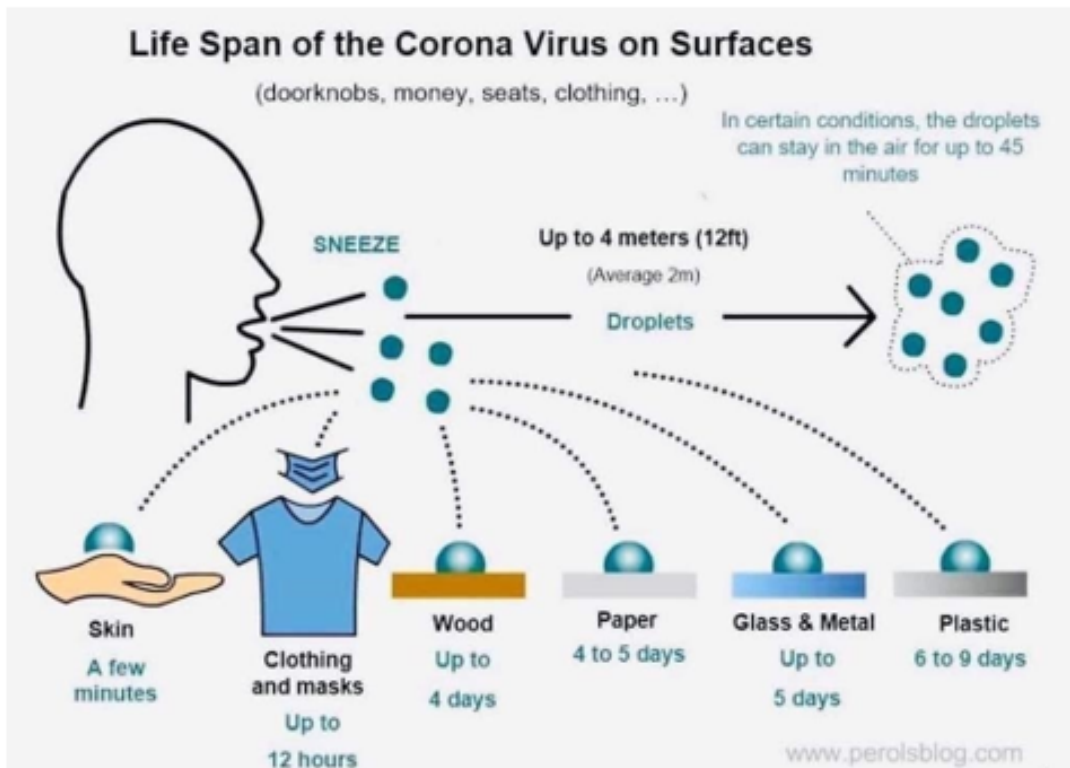 Life Span of the Corona Virus on Surfaces
(doorknobs, money, seats, clothing, ...)
In certain conditions, the droplets
can stay in the air for up to 45
minutes
SNEEZE
Up to 4 meters (12ft)
(Average 2m)
Droplets
Skin
A few
minutes
Clothing
and masks
Up to
12 hours
Wood
Up to
4 days
Paper
4 to 5 days
Glass & Metal
Up to
5 days
Plastic
6 to 9 days
www.perolsblog.com